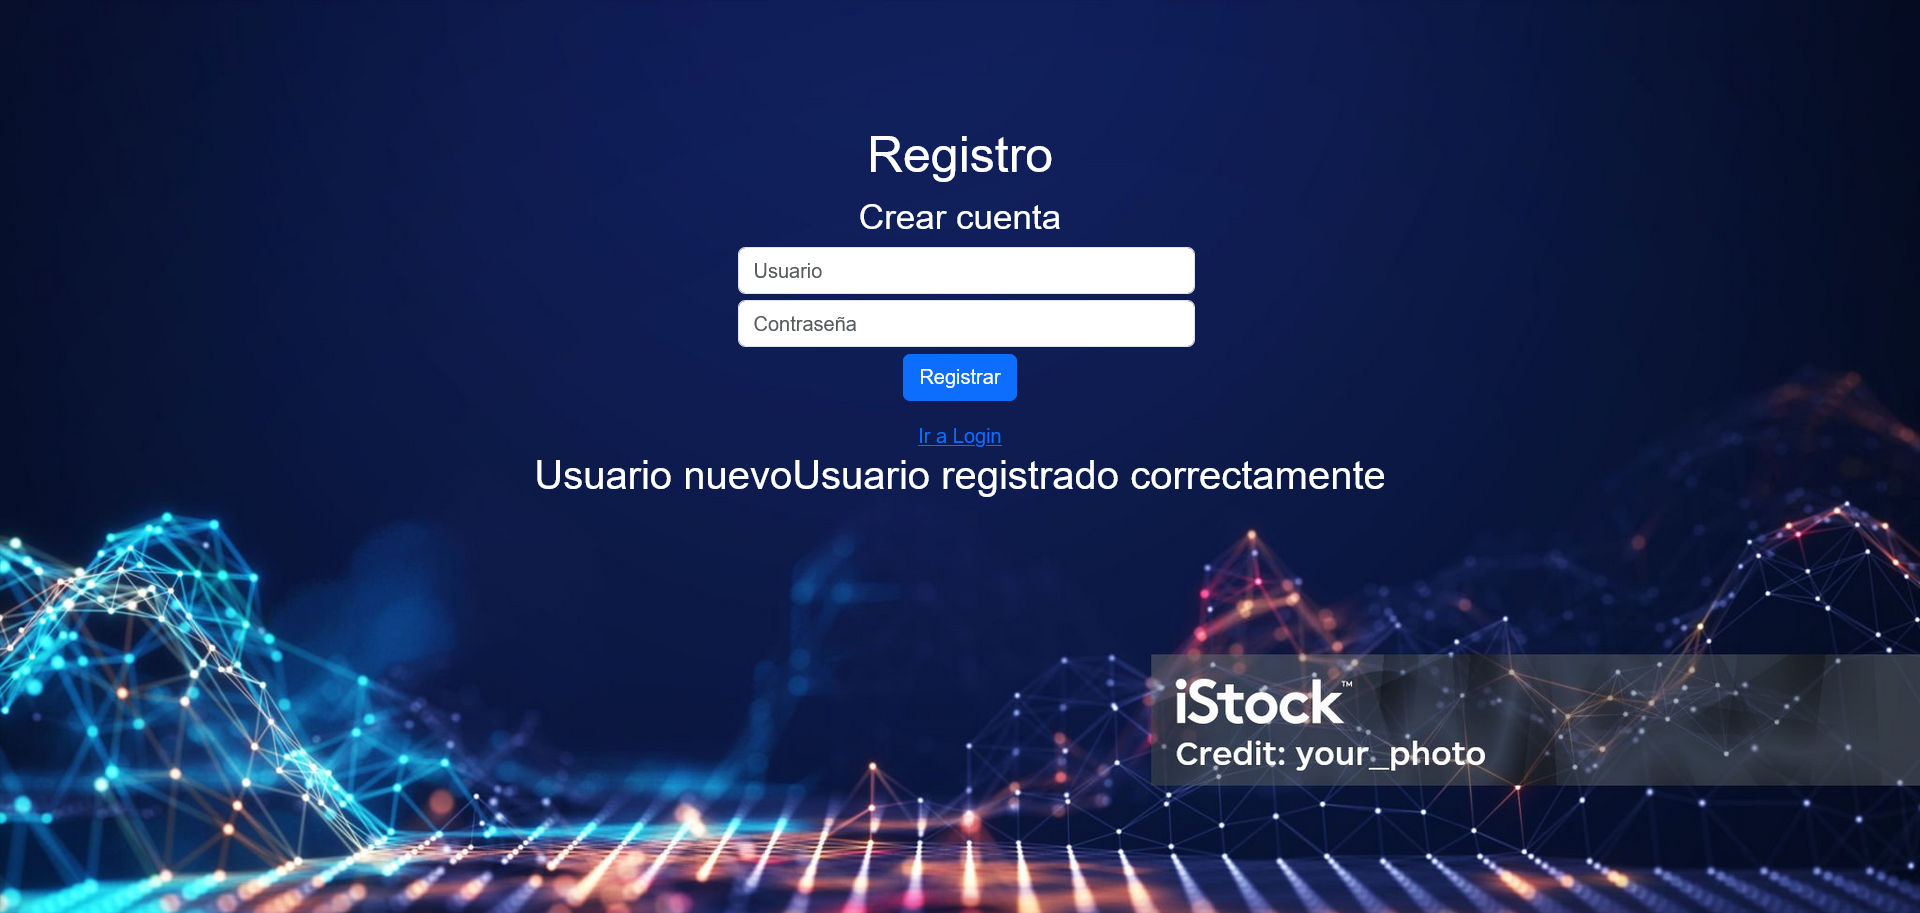 Registro
Crear cuenta
Usuario
Contraseña
Registrar
Ir a Login
Usuario nuevoUsuario registrado correctamente
iStock™
Credit: your_photo